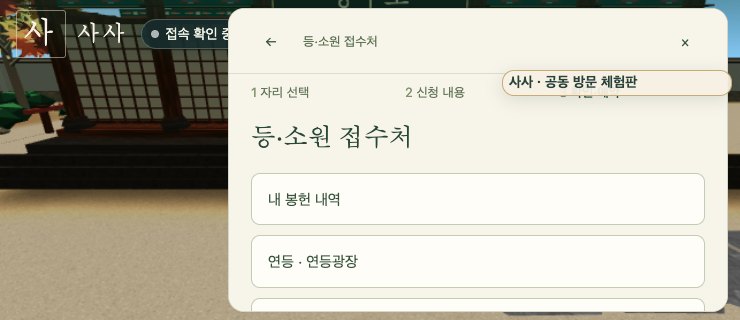 사 사사 접속 확인 중
← 등·소원 접수처 ×
사사 · 공동 방문 체험판
1 자리 선택 2 신청 내용
등·소원 접수처
내 봉헌 내역
연등 · 연등광장